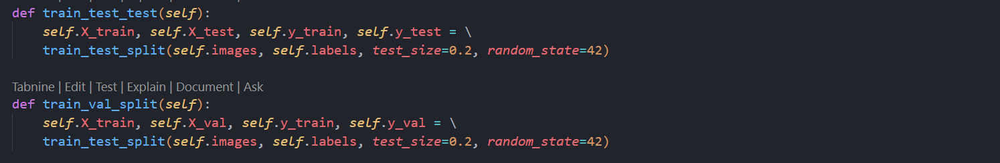 def train_test_test(self):
self.X_train, self.X_test, self.y_train, self.y_test = \
train_test_split(self.images, self.labels, test_size=0.2, random_state=42)
Tabnine | Edit | Test | Explain | Document | Ask
def train_val_split(self):
self.X_train, self.X_val, self.y_train, self.y_val = \
train_test_split(self.images, self.labels, test_size=0.2, random_state=42)